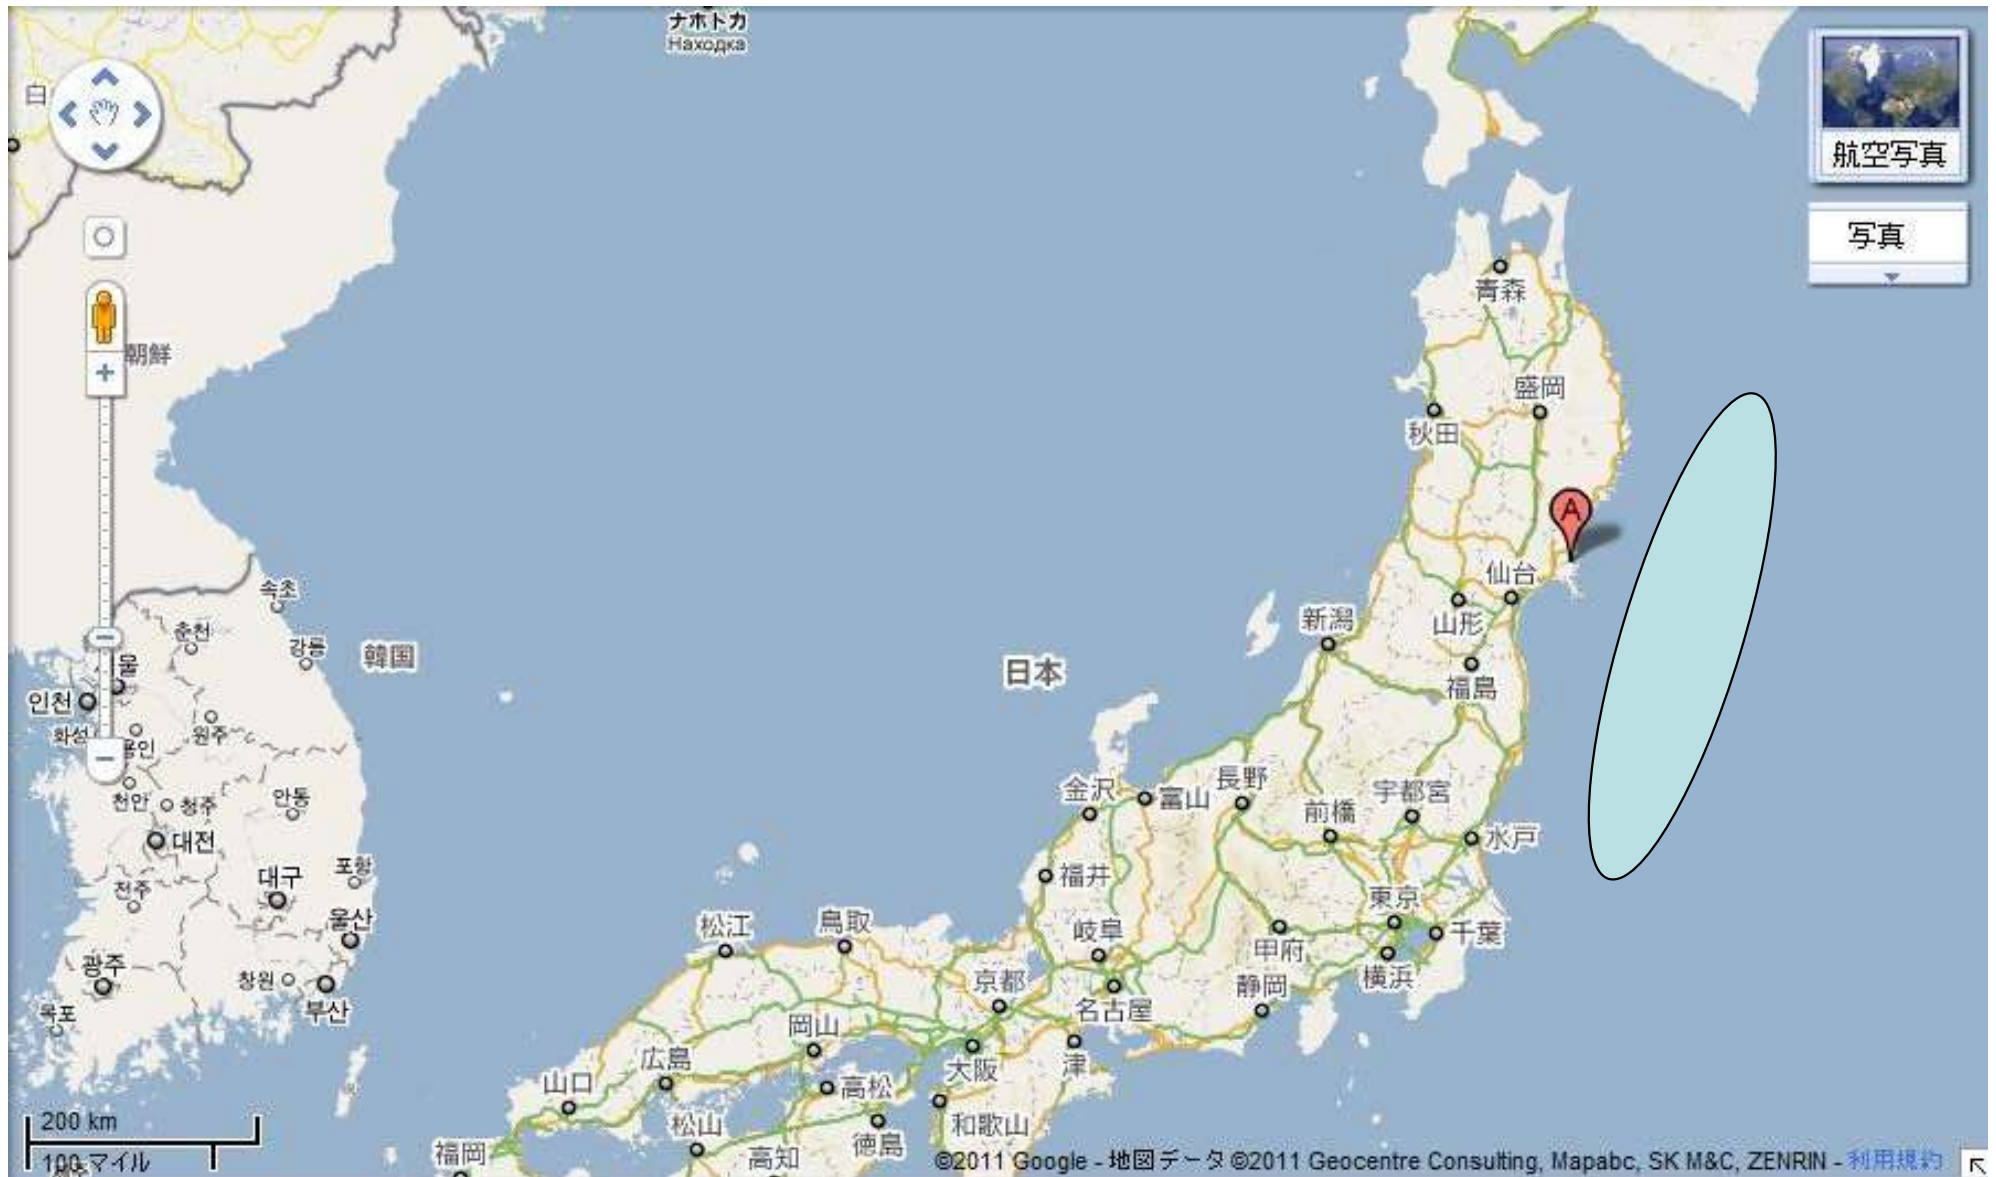 ナホトカ
Находка
白
航空写真
写真
青森
朝鮮
盛岡
秋田
A
속초
仙台
춘천
新潟
山形
강릉
韓国
日本
울
福島
인천
화성
원주
용인
長野
金沢
富山
宇都宮
천안
청주
안동
前橋
대전
水戸
포항
福井
대구
전주
東京
울산
松江
鳥取
岐阜
千葉
광주
甲府
창원
京都
横浜
静岡
목포
부산
名古屋
岡山
広島
大阪
津
山口
高松
200 km
松山
徳島
和歌山
福岡
高知
100 マイル
©2011 Google - 地図データ ©2011 Geocentre Consulting, Mapabc, SK M&C, ZENRIN - 利用規約